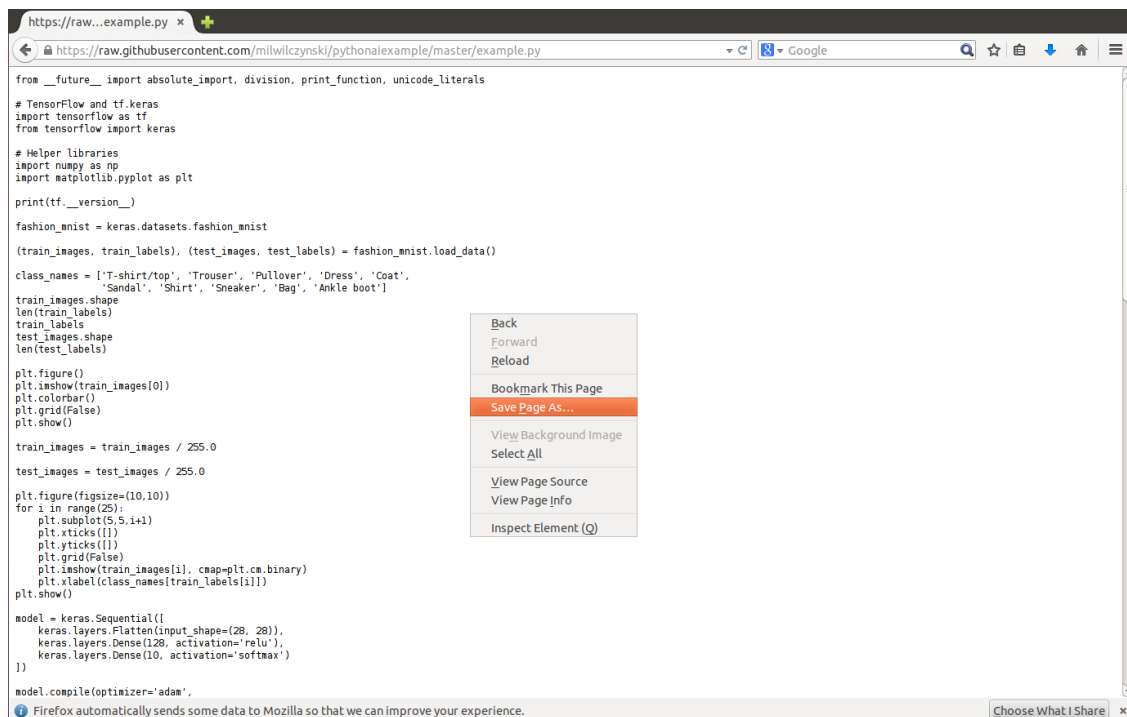 https://raw...example.py ×
https://raw.githubusercontent.com/milwilczynski/pythonaiexample/master/example.py
8 Google
from __future__ import absolute_import, division, print_function, unicode_literals
# TensorFlow and tf.keras
import tensorflow as tf
from tensorflow import keras
# Helper libraries
import numpy as np
import matplotlib.pyplot as plt
print(tf.__version__)
fashion_mnist = keras.datasets.fashion_mnist
(train_images, train_labels), (test_images, test_labels) = fashion_mnist.load_data()
class_names = ['T-shirt/top', 'Trouser', 'Pullover', 'Dress', 'Coat',
'Sandal', 'Shirt', 'Sneaker', 'Bag', 'Ankle boot']
train_images.shape
len(train_labels)
train_labels
test_images.shape
len(test_labels)
plt.figure()
plt.imshow(train_images[0])
plt.colorbar()
plt.grid(False)
plt.show()
train_images = train_images / 255.0
test_images = test_images / 255.0
plt.figure(figsize=(10,10))
for i in range(25):
    plt.subplot(5,5,i+1)
    plt.xticks([])
    plt.yticks([])
    plt.grid(False)
    plt.imshow(train_images[i], cmap=plt.cm.binary)
    plt.xlabel(class_names[train_labels[i]])
plt.show()
model = keras.Sequential([
    keras.layers.Flatten(input_shape=(28, 28)),
    keras.layers.Dense(128, activation='relu'),
    keras.layers.Dense(10, activation='softmax')
])
model.compile(optimizer='adam',
Back
Forward
Reload
Bookmark This Page
Save Page As...
View Background Image
Select All
View Page Source
View Page Info
Inspect Element (Q)
Firefox automatically sends some data to Mozilla so that we can improve your experience.
Choose What I Share ×